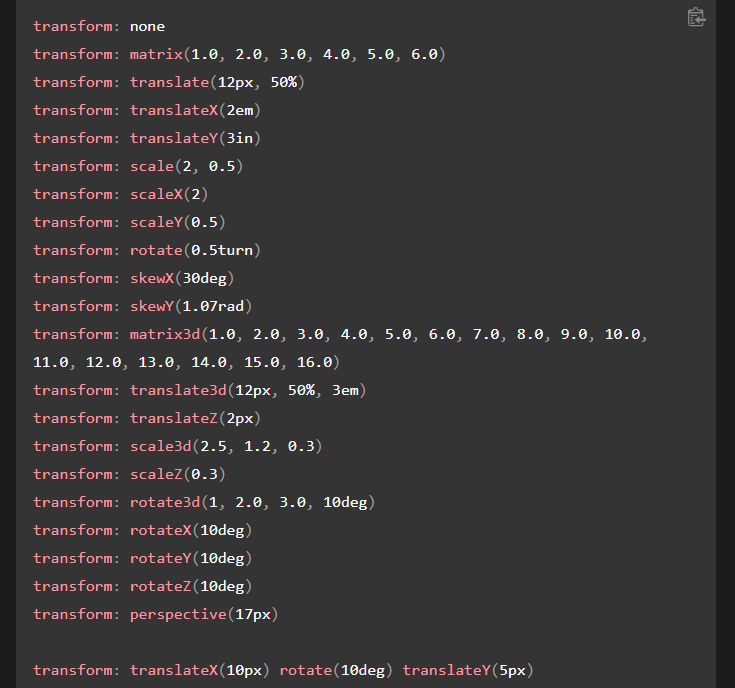 transform: none
transform: matrix(1.0, 2.0, 3.0, 4.0, 5.0, 6.0)
transform: translate(12px, 50%)
transform: translateX(2em)
transform: translateY(3in)
transform: scale(2, 0.5)
transform: scaleX(2)
transform: scaleY(0.5)
transform: rotate(0.5turn)
transform: skewX(30deg)
transform: skewY(1.07rad)
transform: matrix3d(1.0, 2.0, 3.0, 4.0, 5.0, 6.0, 7.0, 8.0, 9.0, 10.0,
11.0, 12.0, 13.0, 14.0, 15.0, 16.0)
transform: translate3d(12px, 50%, 3em)
transform: translateZ(2px)
transform: scale3d(2.5, 1.2, 0.3)
transform: scaleZ(0.3)
transform: rotate3d(1, 2.0, 3.0, 10deg)
transform: rotateX(10deg)
transform: rotateY(10deg)
transform: rotateZ(10deg)
transform: perspective(17px)
transform: translateX(10px) rotate(10deg) translateY(5px)